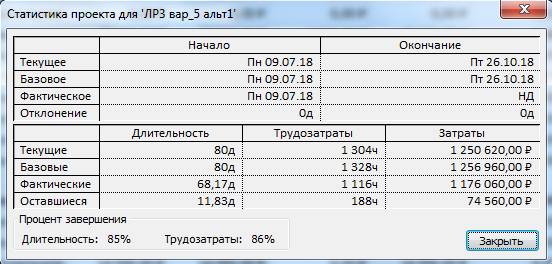 Статистика проекта для 'ЛР3 вар_5 альт1'
Начало Окончание
Текущее Пн 09.07.18 Пт 26.10.18
Базовое Пн 09.07.18 Пт 26.10.18
Фактическое Пн 09.07.18 НД
Отклонение 0д 0д
Длительность Трудозатраты Затраты
Текущие 80д 1 304ч 1 250 620,00 ₽
Базовые 80д 1 328ч 1 256 960,00 ₽
Фактические 68,17д 1 116ч 1 176 060,00 ₽
Оставшиеся 11,83д 188ч 74 560,00 ₽
Процент завершения
Длительность: 85% Трудозатраты: 86%
Закрыть